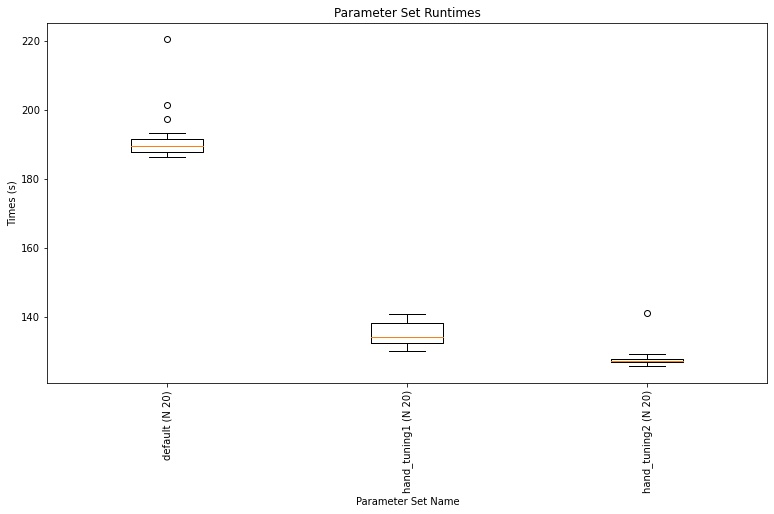 Parameter Set Runtimes
220
200
180
160
140
Times (s)
default (N 20)
hand_tuning1 (N 20)
hand_tuning2 (N 20)
Parameter Set Name